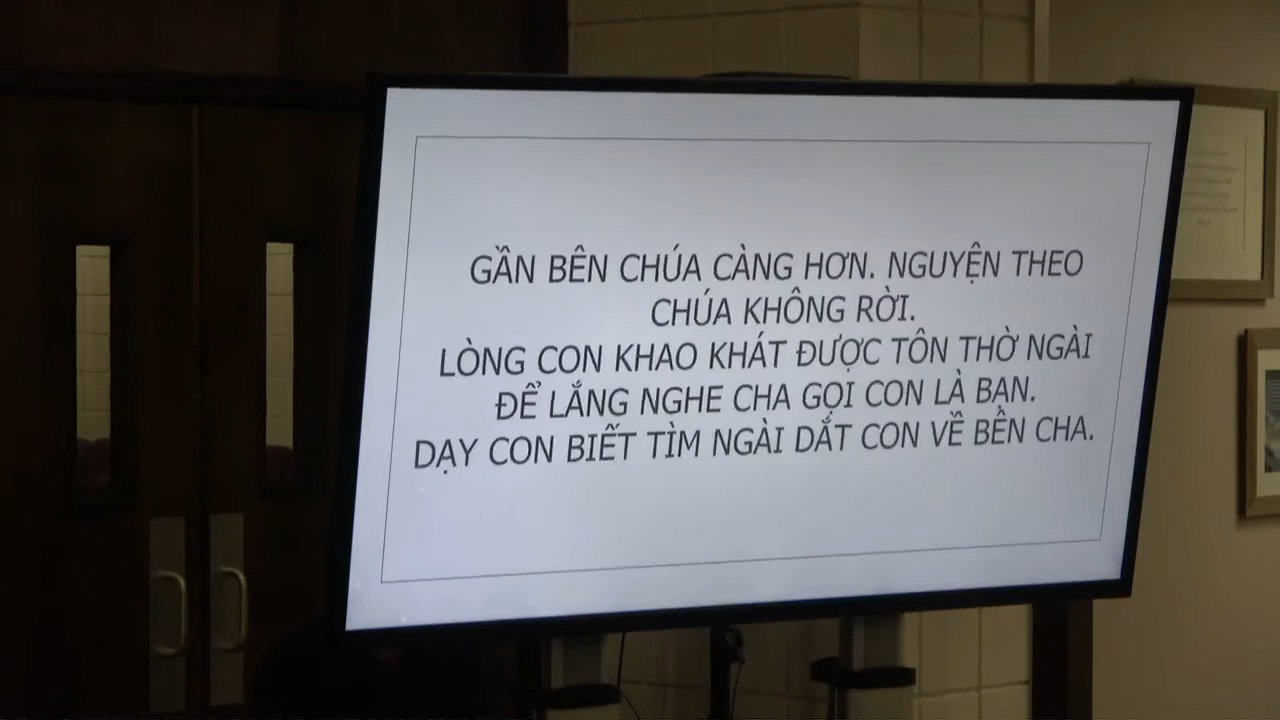 GẦN BÊN CHÚA CÀNG HƠN. NGUYỆN THEO
CHÚA KHÔNG RỜI.
LÒNG CON KHAO KHÁT ĐƯỢC TÔN THỜ NGÀI
ĐỂ LẮNG NGHE CHA GỌI CON LÀ BẠN.
DẠY CON BIẾT TÌM NGÀI DẮT CON VỀ BÊN CHA.